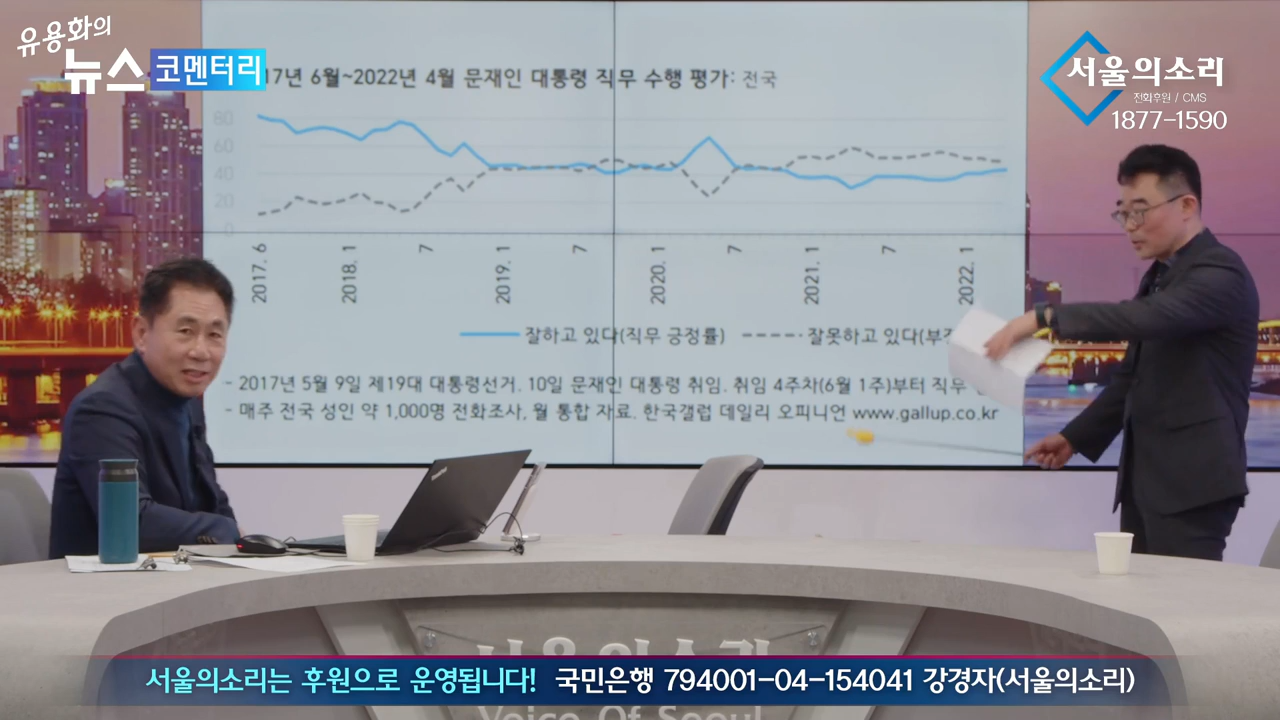 유용화의
뉴스 코멘터리
17년 6월~2022년 4월 문재인 대통령 직무 수행 평가: 전국
80
60
40
20
0
2017. 6
2018. 1
7
2019. 1
7
2020. 1
7
2021. 1
7
2022. 1
잘하고 있다(직무 긍정률)
잘못하고 있다(부정
- 2017년 5월 9일 제19대 대통령선거. 10일 문재인 대통령 취임. 취임 4주차(6월 1주)부터 직무
- 매주 전국 성인 약 1,000명 전화조사, 월 통합 자료. 한국갤럽 데일리 오피니언 www.gallup.co.kr
서울의소리
전화후원 / CMS
1877-1590
서울의소리
서울의소리는 후원으로 운영됩니다! 국민은행 794001-04-154041 강경자(서울의소리)
Voice Of Seoul